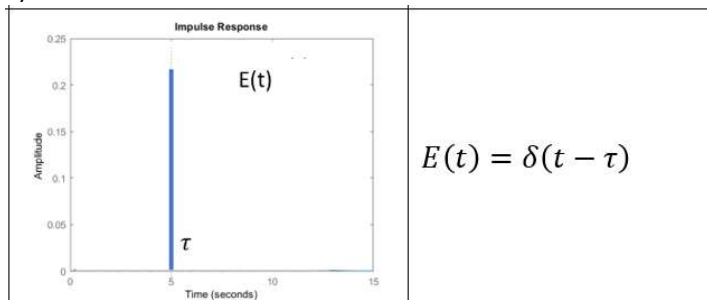 Impulse Response
0.25
0.2
0.15
0.1
0.05
0
Amplitude
E(t)
τ
0
5
10
15
Time (seconds)
E(t) = δ(t − τ)